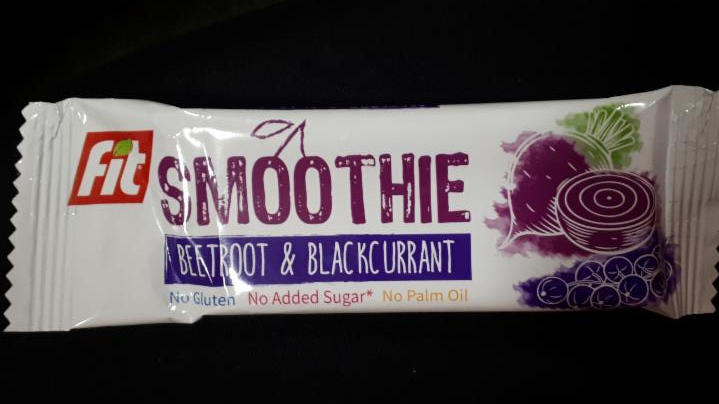 fit
SMOOTHIE
BEETROOT & BLACKCURRANT
No Gluten No Added Sugar* No Palm Oil